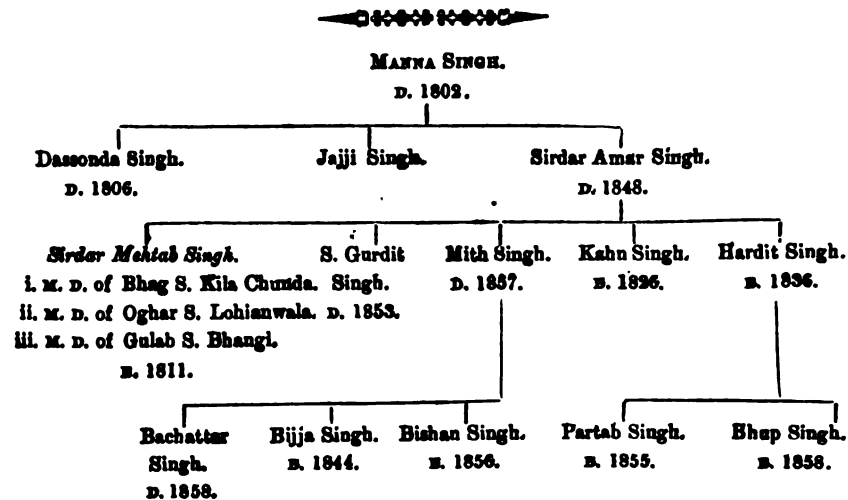 MANNA SINGH.
D. 1802.
Dassonda Singh. Jajji Singh. Sirdar Amar Singh.
D. 1806. D. 1848.
Sirdar Mehtab Singh. S. Gurdit Mith Singh. Kahn Singh. Hardit Singh.
i. M. D. of Bhag S. Kila Chunda. Singh. D. 1857. B. 1826. B. 1836.
ii. M. D. of Oghar S. Lohianwala. D. 1853.
iii. M. D. of Gulab S. Bhangi.
B. 1811.
Bachattar Bijja Singh. Bishan Singh. Partab Singh. Bhup Singh.
Singh. B. 1844. B. 1856. B. 1855. B. 1858.
D. 1858.